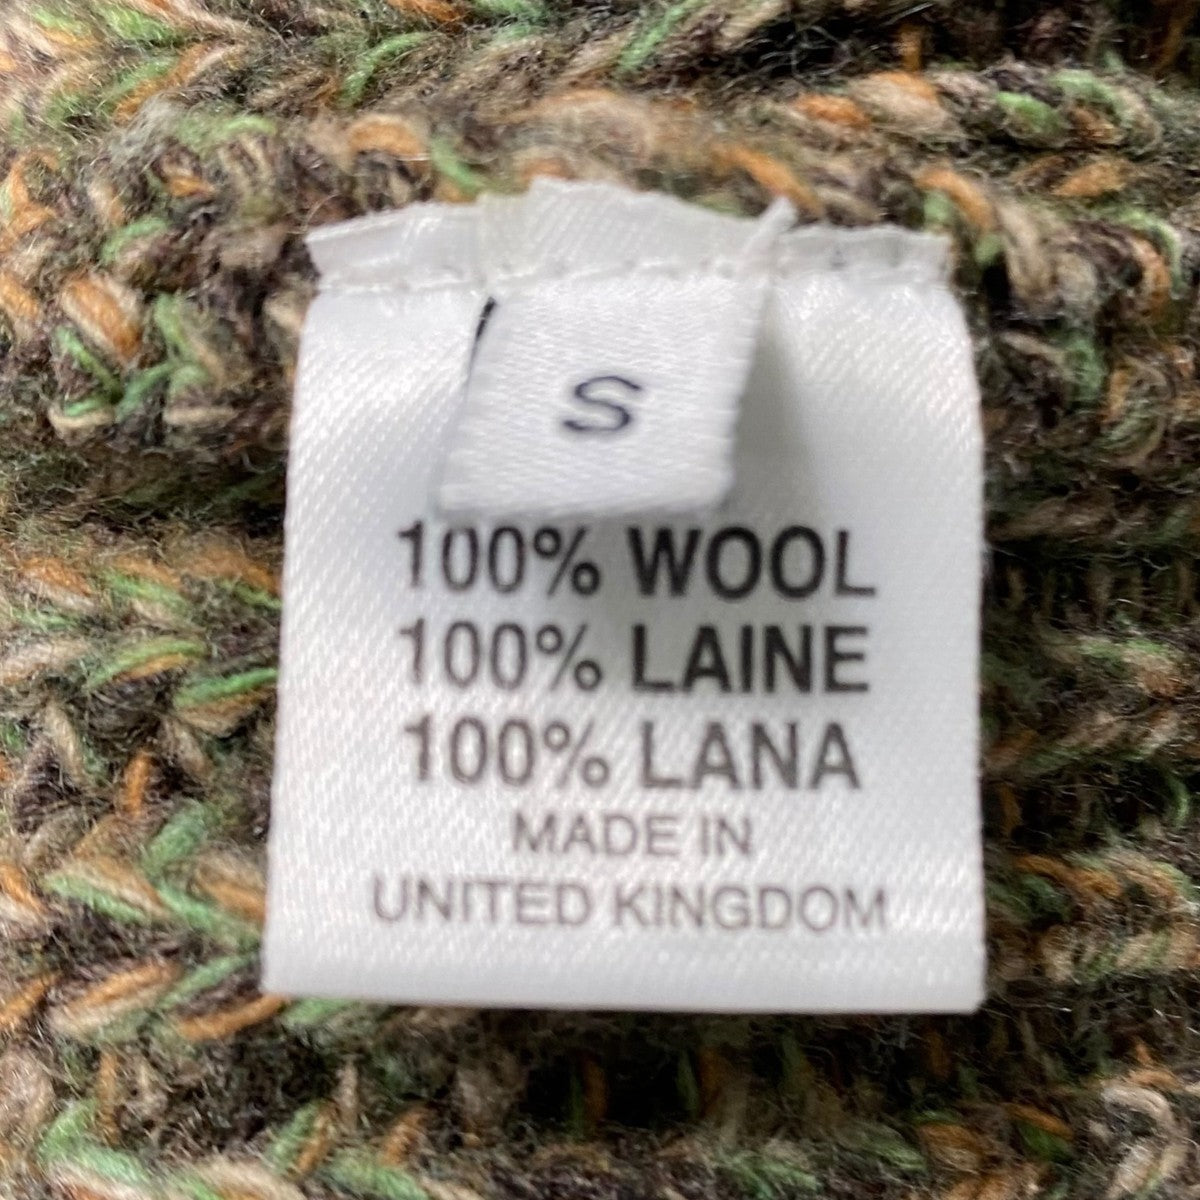 S
100% WOOL
100% LAINE
100% LANA
MADE IN
UNITED KINGDOM